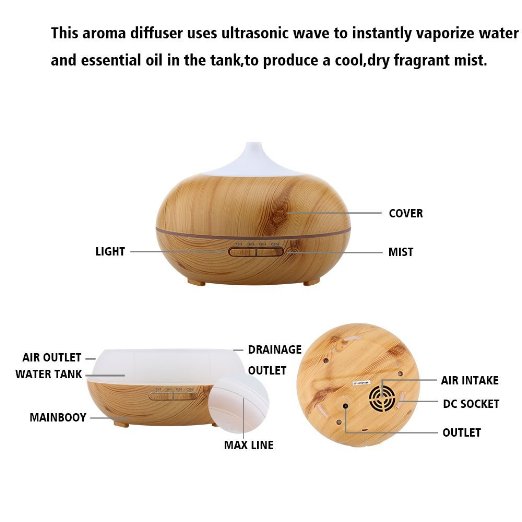 This aroma diffuser uses ultrasonic wave to instantly vaporize water
and essential oil in the tank,to produce a cool,dry fragrant mist.
COVER
LIGHT
MIST
AIR OUTLET
DRAINAGE
OUTLET
WATER TANK
MAINBOOY
MAX LINE
AIR INTAKE
DC SOCKET
OUTLET